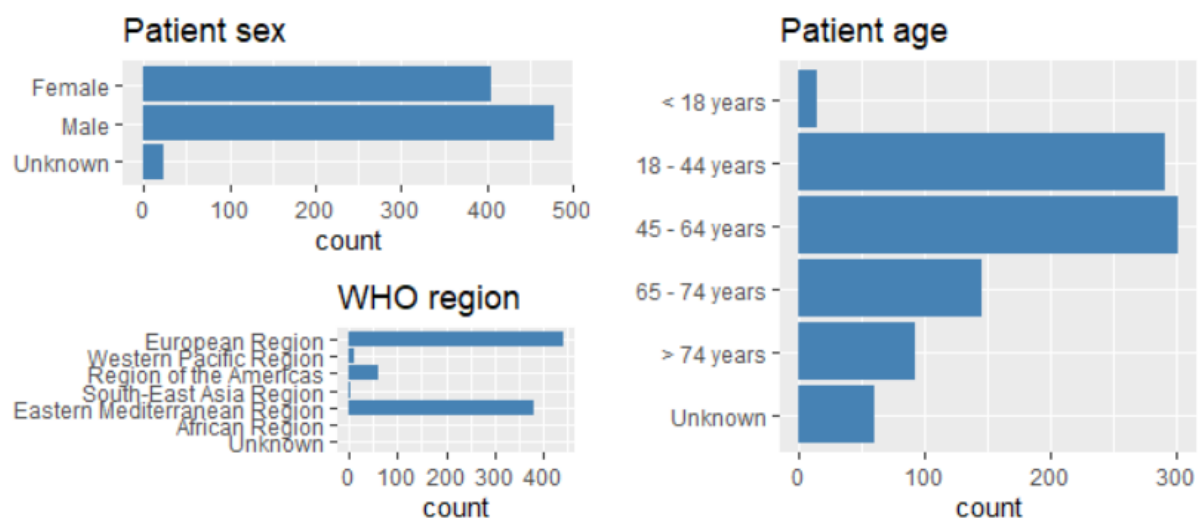 Patient sex
Female
Male
Unknown
0 100 200 300 400 500
count
WHO region
European Region
Western Pacific Region
Region of the Americas
South-East Asia Region
Eastern Mediterranean Region
African Region
Unknown
0 100 200 300 400
count
Patient age
< 18 years
18 - 44 years
45 - 64 years
65 - 74 years
> 74 years
Unknown
0 100 200 300
count